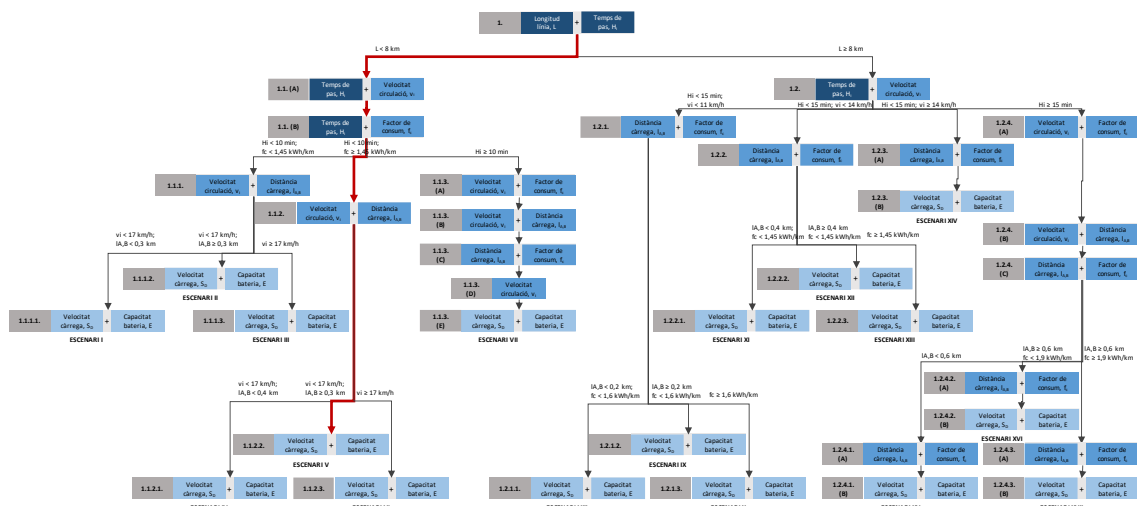 1.
Longitud
línia, L
+
Temps de
pas, Hᵢ
L < 8 km
L ≥ 8 km
1.1. (A)
Temps de
pas, Hᵢ
+
Velocitat
circulació, vᵢ
1.2.
Temps de
pas, Hᵢ
+
Velocitat
circulació, vᵢ
1.1. (B)
Temps de
pas, Hᵢ
+
Factor de
consum, f꜀
Hi < 15 min;
vi < 11 km/h
Hi < 15 min; vi < 14 km/h
Hi < 15 min; vi ≥ 14 km/h
Hi ≥ 15 min
1.2.1.
Distància
càrrega, lA,B
+
Factor de
consum, f꜀
1.2.2.
Distància
càrrega, lA,B
+
Factor de
consum, f꜀
1.2.3.
(A)
Distància
càrrega, lA,B
+
Factor de
consum, f꜀
1.2.4.
(A)
Velocitat
circulació, vᵢ
+
Factor de
consum, f꜀
Hi < 10 min;
fc < 1,45 kWh/km
Hi < 10 min;
fc ≥ 1,45 kWh/km
Hi ≥ 10 min
1.1.1.
Velocitat
circulació, vᵢ
+
Distància
càrrega, lA,B
1.1.2.
Velocitat
circulació, vᵢ
+
Distància
càrrega, lA,B
1.1.3.
(A)
Velocitat
circulació, vᵢ
+
Factor de
consum, f꜀
1.1.3.
(B)
Velocitat
circulació, vᵢ
+
Distància
càrrega, lA,B
1.1.3.
(C)
Distància
càrrega, lA,B
+
Factor de
consum, f꜀
1.1.3.
(D)
Velocitat
circulació, vᵢ
1.1.3.
(E)
Velocitat
càrrega, SD
+
Capacitat
bateria, E
ESCENARI VII
1.2.3.
(B)
Velocitat
càrrega, SD
+
Capacitat
bateria, E
ESCENARI XIV
1.2.4.
(B)
Velocitat
circulació, vᵢ
+
Distància
càrrega, lA,B
1.2.4.
(C)
Distància
càrrega, lA,B
+
Factor de
consum, f꜀
vi < 17 km/h;
lA,B < 0,3 km
vi < 17 km/h;
lA,B ≥ 0,3 km
vi ≥ 17 km/h
1.1.1.2.
Velocitat
càrrega, SD
+
Capacitat
bateria, E
ESCENARI II
1.1.1.1.
Velocitat
càrrega, SD
+
Capacitat
bateria, E
ESCENARI I
1.1.1.3.
Velocitat
càrrega, SD
+
Capacitat
bateria, E
ESCENARI III
lA,B < 0,4 km;
fc < 1,45 kWh/km
lA,B ≥ 0,4 km
fc < 1,45 kWh/km
fc ≥ 1,45 kWh/km
1.2.2.2.
Velocitat
càrrega, SD
+
Capacitat
bateria, E
ESCENARI XII
1.2.2.1.
Velocitat
càrrega, SD
+
Capacitat
bateria, E
ESCENARI XI
1.2.2.3.
Velocitat
càrrega, SD
+
Capacitat
bateria, E
ESCENARI XIII
vi < 17 km/h;
lA,B < 0,4 km
vi < 17 km/h;
lA,B ≥ 0,3 km
vi ≥ 17 km/h
1.1.2.2.
Velocitat
càrrega, SD
+
Capacitat
bateria, E
ESCENARI V
1.1.2.1.
Velocitat
càrrega, SD
+
Capacitat
bateria, E
1.1.2.3.
Velocitat
càrrega, SD
+
Capacitat
bateria, E
lA,B < 0,2 km;
fc < 1,6 kWh/km
lA,B ≥ 0,2 km
fc < 1,6 kWh/km
fc ≥ 1,6 kWh/km
1.2.1.2.
Velocitat
càrrega, SD
+
Capacitat
bateria, E
ESCENARI IX
1.2.1.1.
Velocitat
càrrega, SD
+
Capacitat
bateria, E
1.2.1.3.
Velocitat
càrrega, SD
+
Capacitat
bateria, E
lA,B < 0,6 km
lA,B ≥ 0,6 km
fc < 1,9 kWh/km
lA,B ≥ 0,6 km
fc ≥ 1,9 kWh/km
1.2.4.2.
(A)
Distància
càrrega, lA,B
+
Factor de
consum, f꜀
1.2.4.2.
(B)
Velocitat
càrrega, SD
+
Capacitat
bateria, E
ESCENARI XVI
1.2.4.1.
(A)
Distància
càrrega, lA,B
+
Factor de
consum, f꜀
1.2.4.3.
(A)
Distància
càrrega, lA,B
+
Factor de
consum, f꜀
1.2.4.1.
(B)
Velocitat
càrrega, SD
+
Capacitat
bateria, E
1.2.4.3.
(B)
Velocitat
càrrega, SD
+
Capacitat
bateria, E